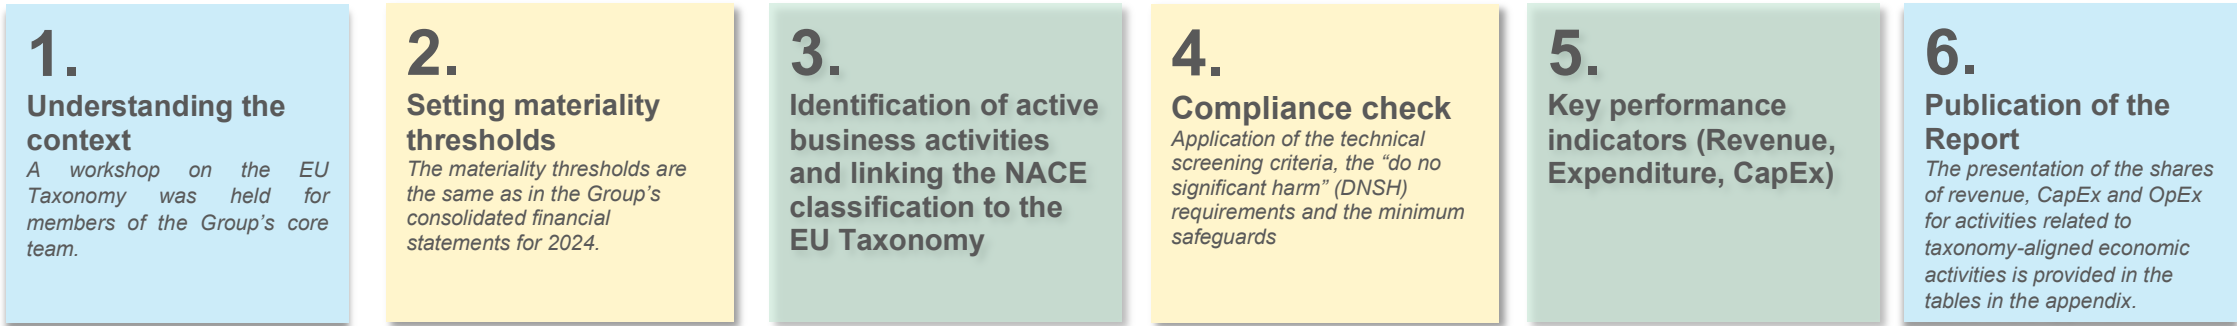 1.
Understanding the
context
A workshop on the EU
Taxonomy was held for
members of the Group's core
team.
2.
Setting materiality
thresholds
The materiality thresholds are
the same as in the Group's
consolidated financial
statements for 2024.
3.
Identification of active
business activities
and linking the NACE
classification to the
EU Taxonomy
4.
Compliance check
Application of the technical
screening criteria, the “do no
significant harm” (DNSH)
requirements and the minimum
safeguards
5.
Key performance
indicators (Revenue,
Expenditure, CapEx)
6.
Publication of the
Report
The presentation of the shares
of revenue, CapEx and OpEx
for activities related to
taxonomy-aligned economic
activities is provided in the
tables in the appendix.